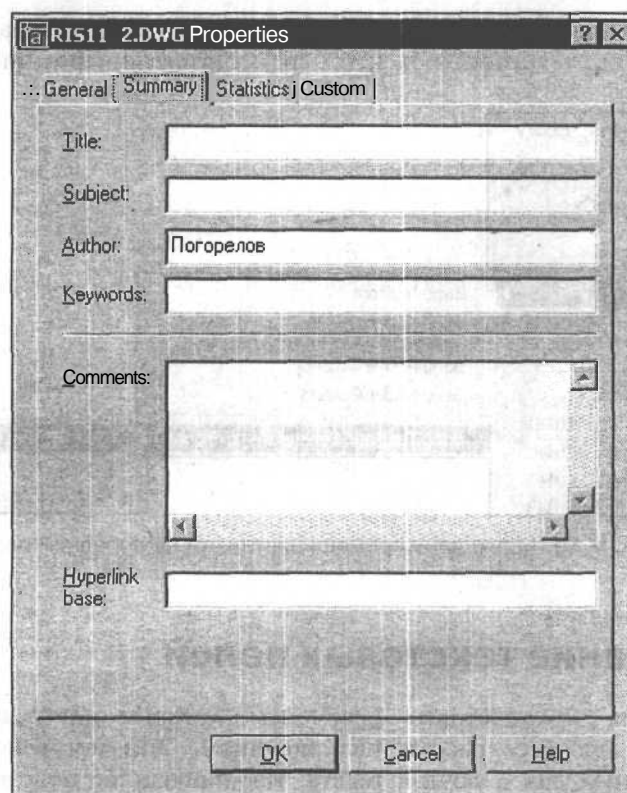 RIS11 2.DWG Properties
General Summary Statistics Custom
Title:
Subject:
Author: Погорелов
Keywords:
Comments:
Hyperlink
base:
OK Cancel Help